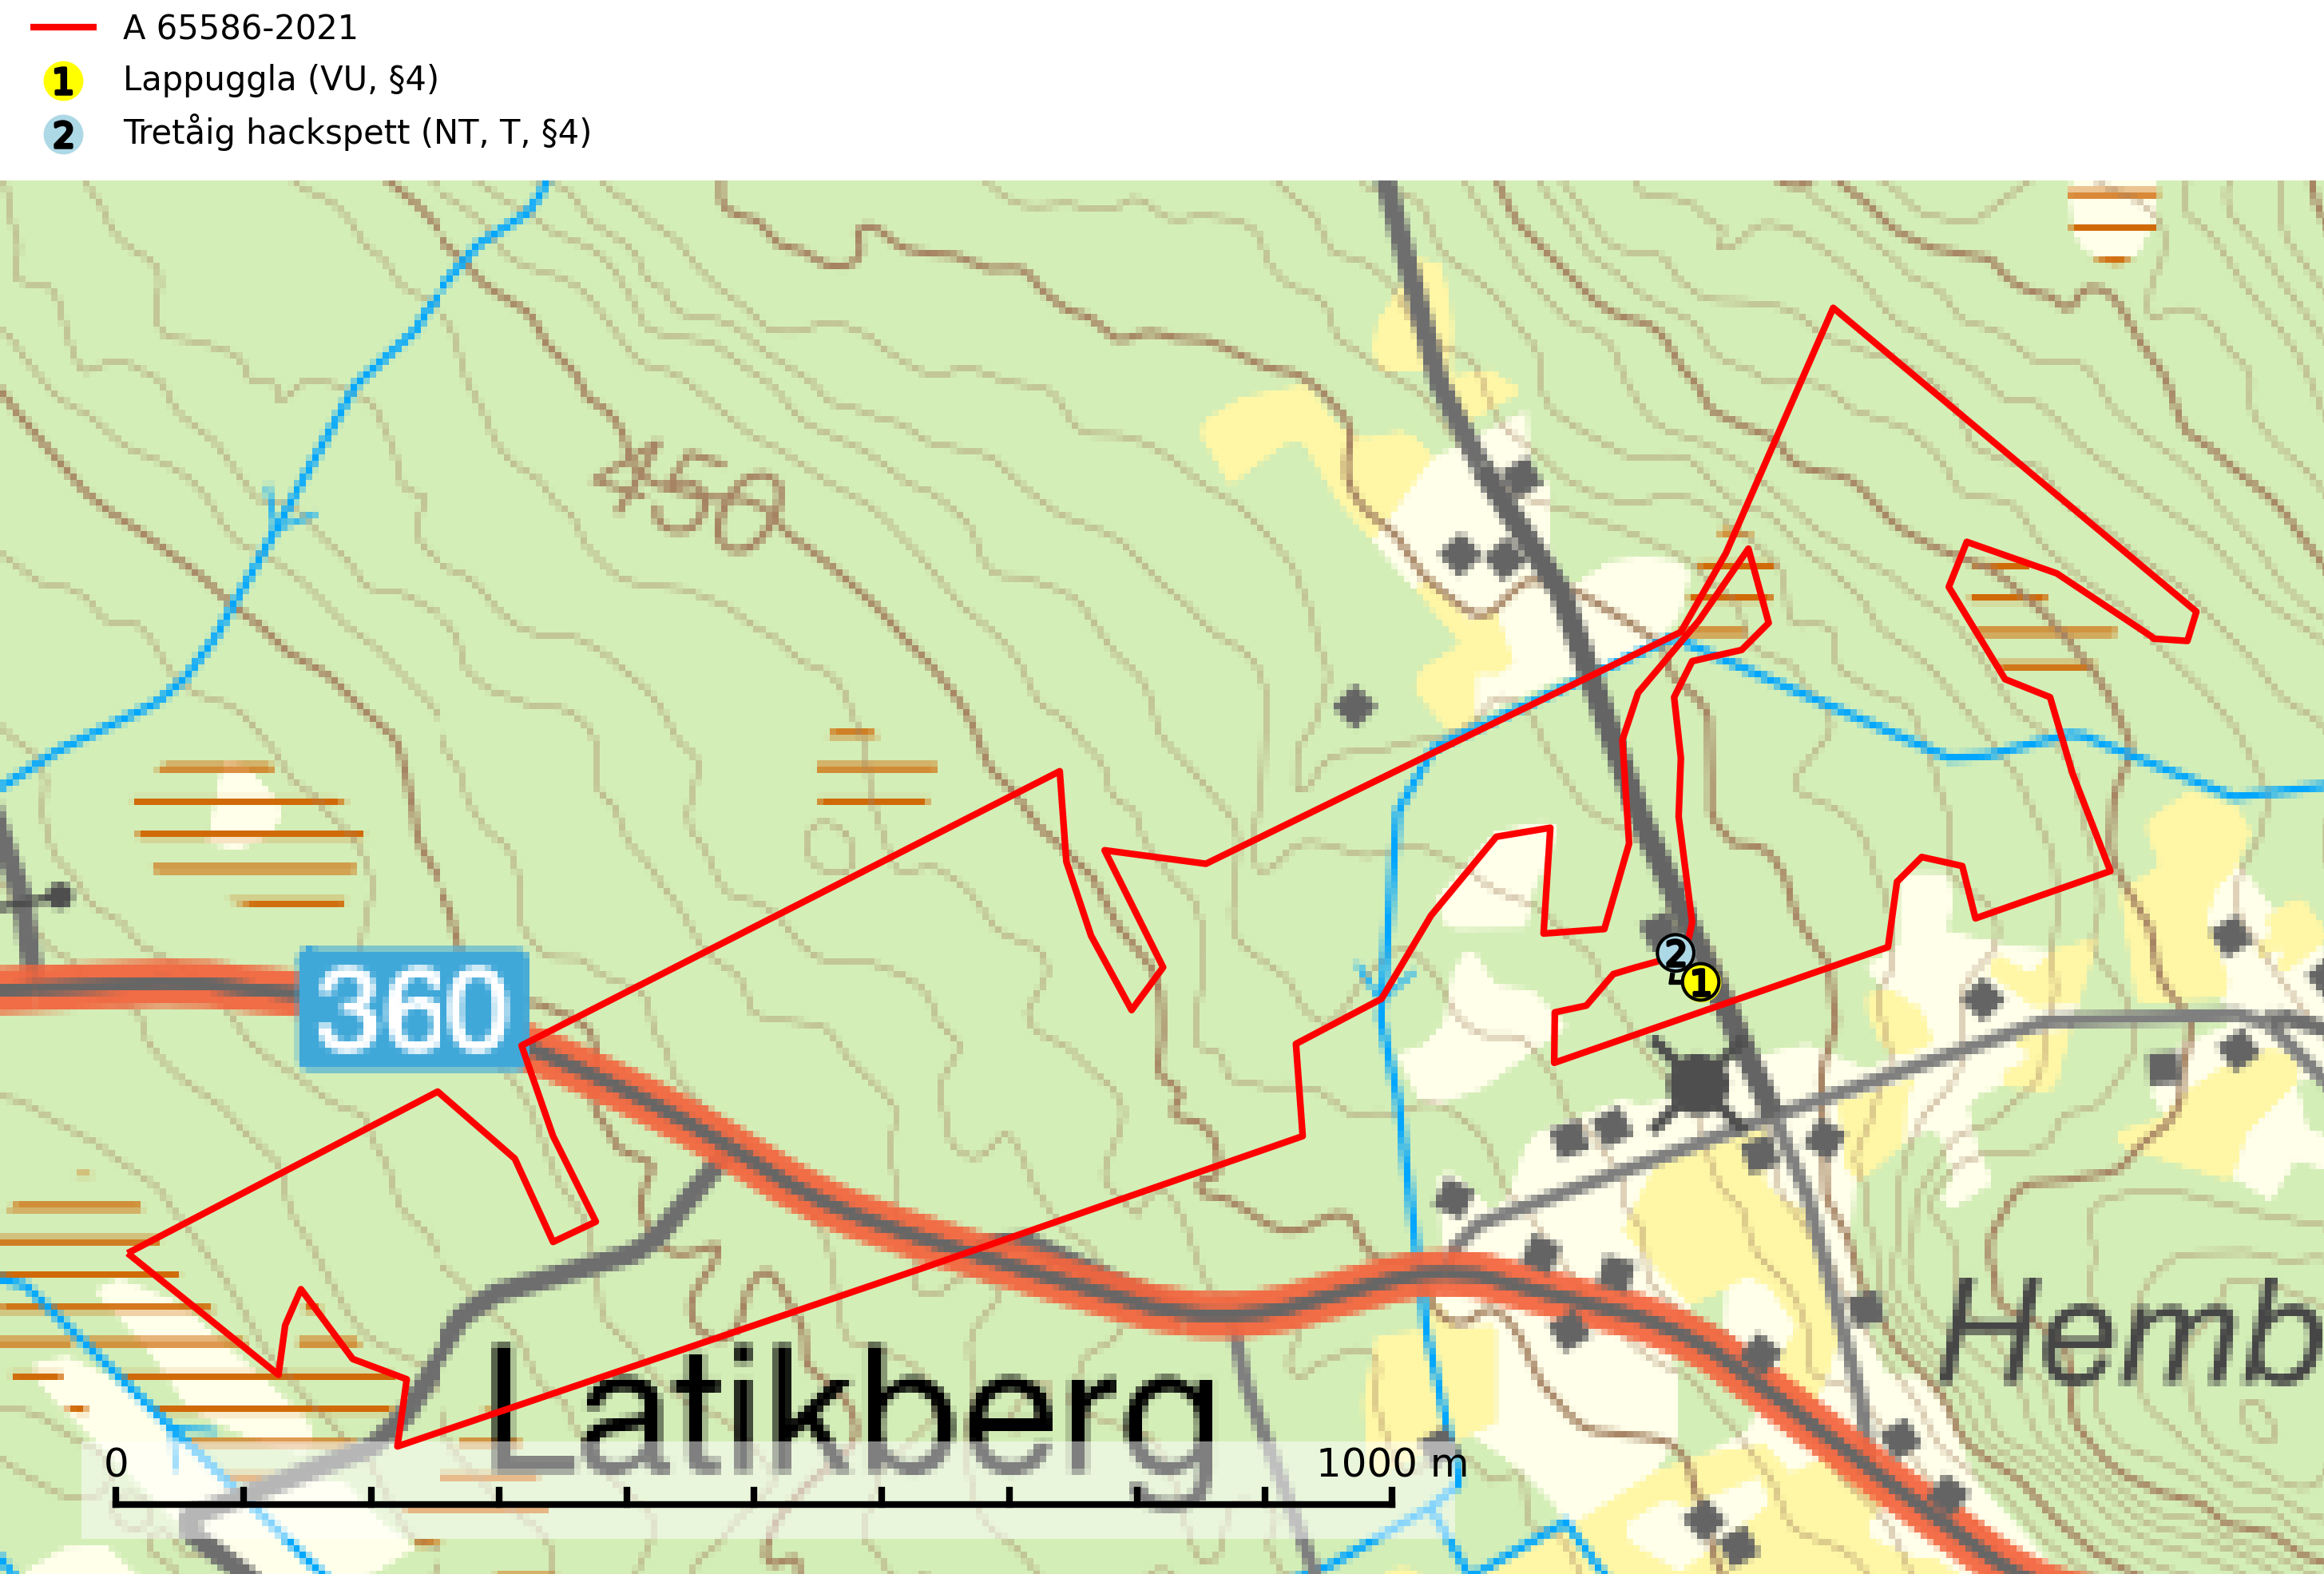 A 65586-2021
1 Lappuggla (VU, §4)
2 Tretåig hackspett (NT, T, §4)
450
2
1
360
Hemb
Latikberg
0 1000 m